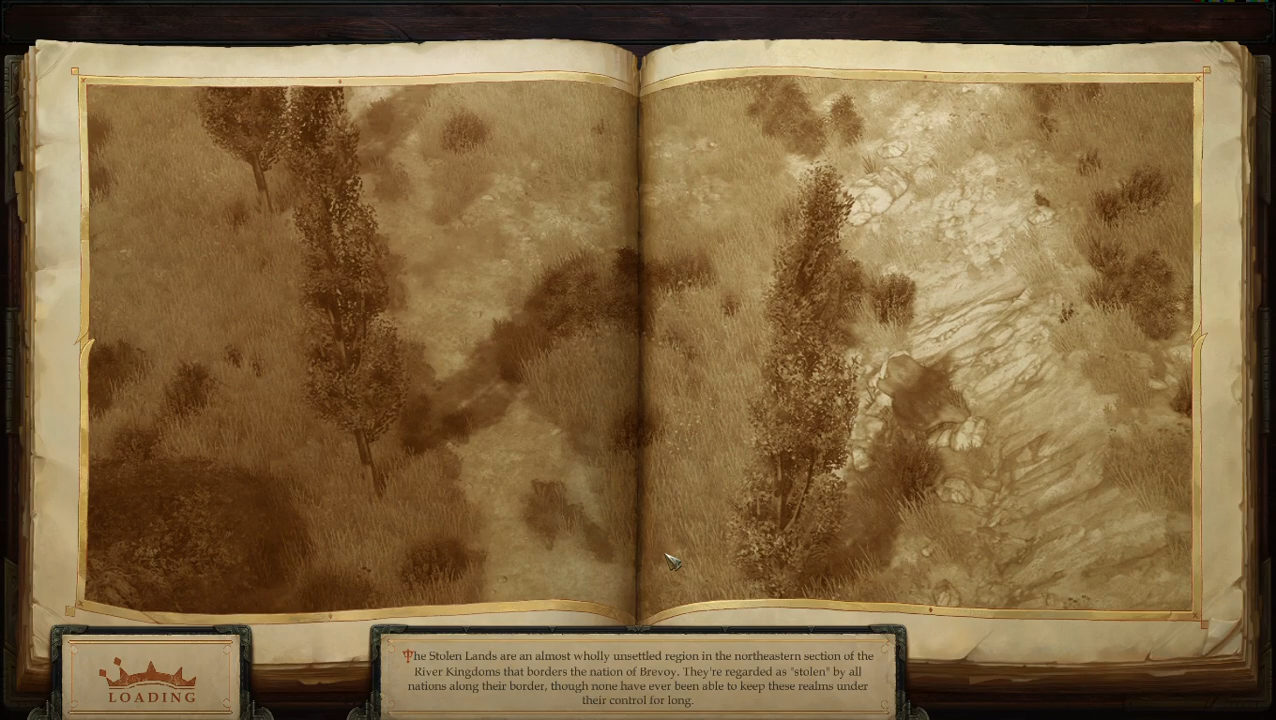 LOADING
The Stolen Lands are an almost wholly unsettled region in the northeastern section of the
River Kingdoms that borders the nation of Brevoy. They're regarded as "stolen" by all
nations along their border, though none have ever been able to keep these realms under
their control for long.